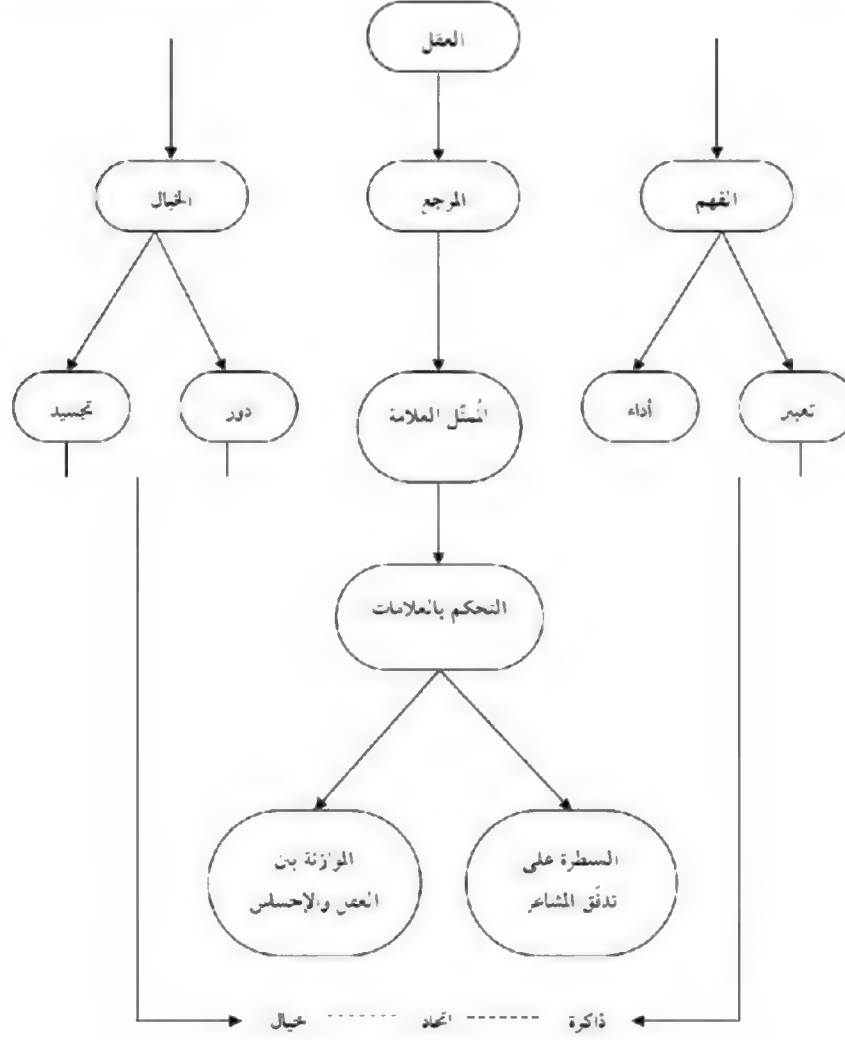 العقل
الفهم
المرجع
الخيال
تعبير
أداء
المُمثّل العلامة
دور
تجسيد
التحكم بالعلامات
السطرة على
تدفّق المشاعر
الموازنة بين
العقل والإحساس
ذاكرة ------ اتحاد ------ خيال